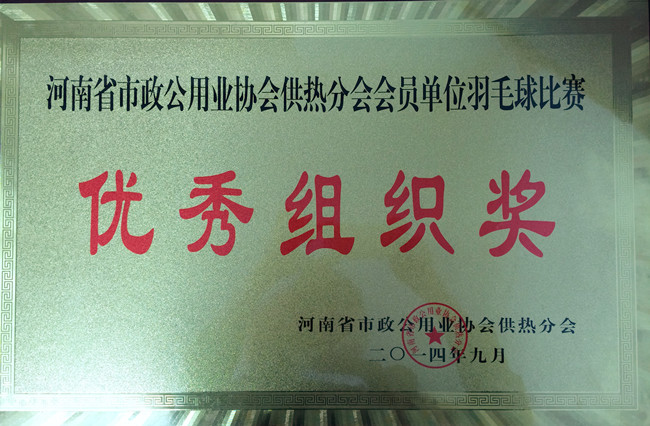 河南省市政公用业协会供热分会会员单位羽毛球比赛
优秀组织奖
河南省市政公用业协会供热分会
二〇一四年九月